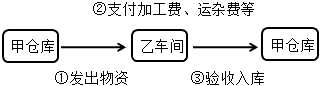 ②支付加工费、运杂费等
甲仓库
乙车间
甲仓库
①发出物资
③验收入库